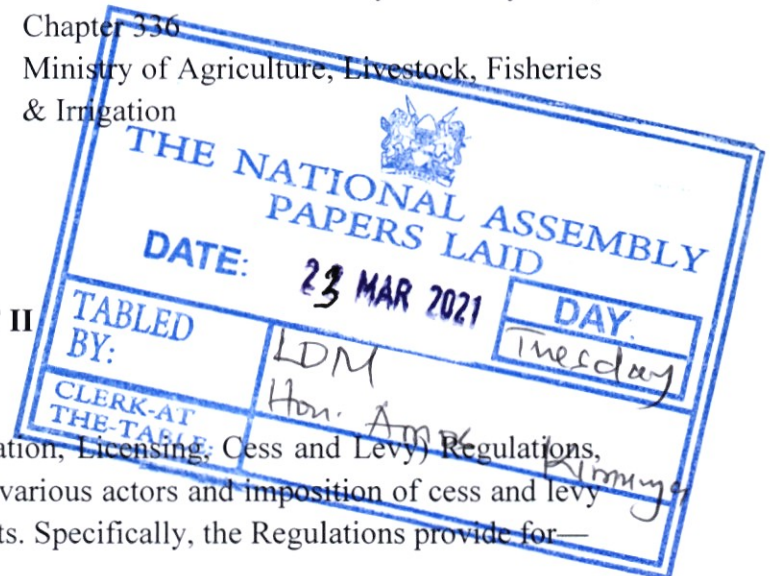 Chapter 336
Ministry of Agriculture, Livestock, Fisheries
& Irrigation
THE NATIONAL ASSEMBLY
PAPERS LAID
DATE: 23 MAR 2021
DAY.
Tuesday
II
TABLED
BY:
LDM
Hon.
CLERK-AT
THE-TABLE:
ation, Licensing, Cess and Levy) Regulations,
various actors and imposition of cess and levy
ts. Specifically, the Regulations provide for—